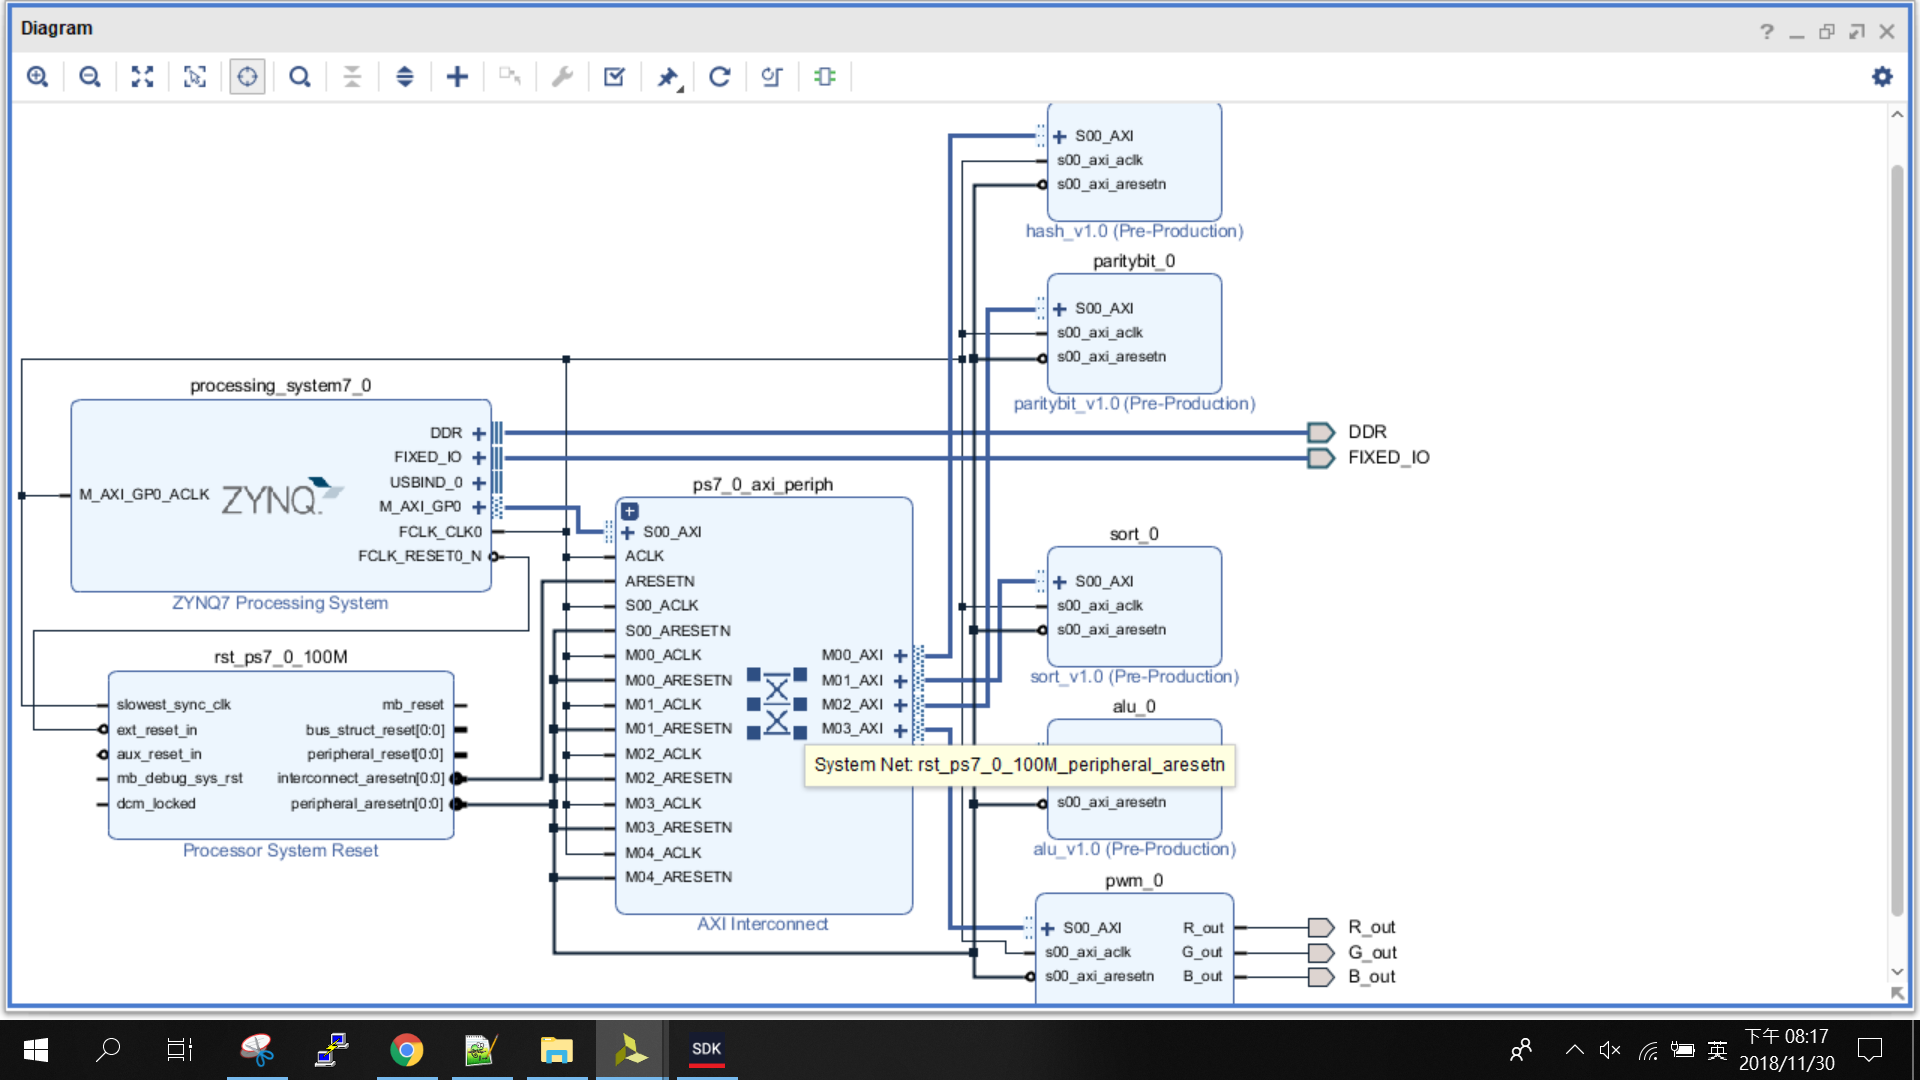 Diagram
S00_AXI
s00_axi_aclk
s00_axi_aresetn
hash_v1.0 (Pre-Production)
paritybit_0
S00_AXI
s00_axi_aclk
s00_axi_aresetn
paritybit_v1.0 (Pre-Production)
processing_system7_0
DDR
FIXED_IO
USBIND_0
M_AXI_GP0
FCLK_CLK0
FCLK_RESET0_N
M_AXI_GP0_ACLK
ZYNQ
ZYNQ7 Processing System
DDR
FIXED_IO
ps7_0_axi_periph
S00_AXI
ACLK
ARESETN
S00_ACLK
S00_ARESETN
M00_ACLK
M00_ARESETN
M01_ACLK
M01_ARESETN
M02_ACLK
M02_ARESETN
M03_ACLK
M03_ARESETN
M04_ACLK
M04_ARESETN
M00_AXI
M01_AXI
M02_AXI
M03_AXI
AXI Interconnect
rst_ps7_0_100M
slowest_sync_clk
ext_reset_in
aux_reset_in
mb_debug_sys_rst
dcm_locked
mb_reset
bus_struct_reset[0:0]
peripheral_reset[0:0]
interconnect_aresetn[0:0]
peripheral_aresetn[0:0]
Processor System Reset
sort_0
S00_AXI
s00_axi_aclk
s00_axi_aresetn
sort_v1.0 (Pre-Production)
alu_0
System Net: rst_ps7_0_100M_peripheral_aresetn
s00_axi_aresetn
alu_v1.0 (Pre-Production)
pwm_0
S00_AXI
s00_axi_aclk
s00_axi_aresetn
R_out
G_out
B_out
R_out
G_out
B_out
SDK
英
下午 08:17
2018/11/30